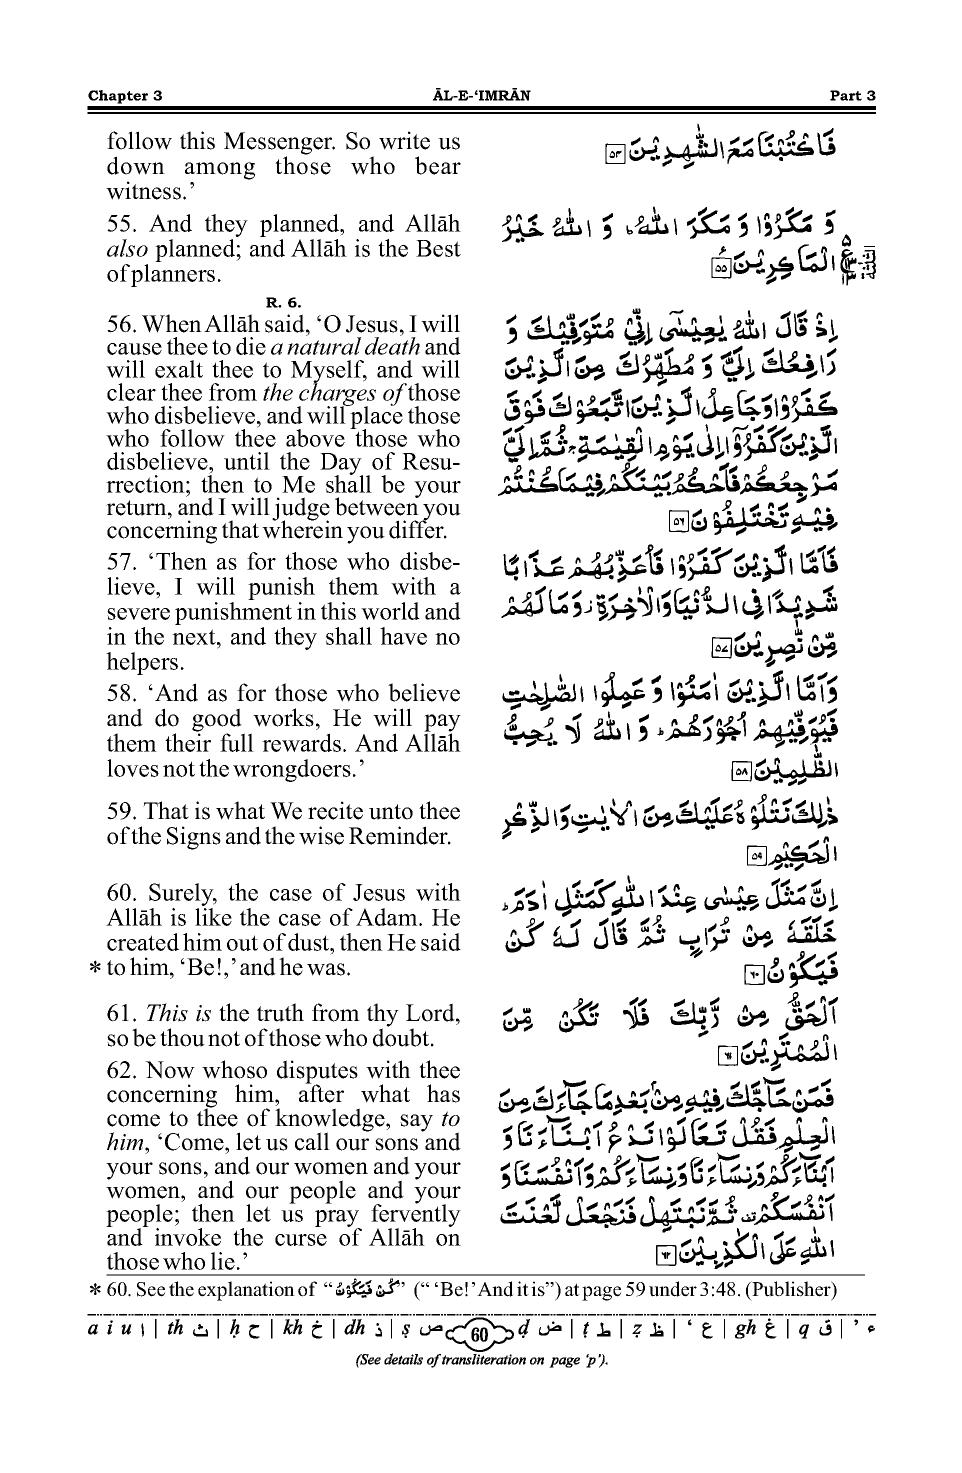 Chapter 3 ĀL-E-‘IMRĀN Part 3
follow this Messenger. So write us
down among those who bear
witness.’
فَاكْتُبْنَا مَعَ الشّٰهِدِيْنَ ۝۵۴
55. And they planned, and Allāh
also planned; and Allāh is the Best
of planners.
وَ مَكَرُوْا وَ مَكَرَ اللّٰهُ ؕ وَ اللّٰهُ خَيْرُ
الْمَاكِرِيْنَ ۝۵۵
R. 6.
56. When Allāh said, ‘O Jesus, I will
cause thee to die a natural death and
will exalt thee to Myself, and will
clear thee from the charges of those
who disbelieve, and will place those
who follow thee above those who
disbelieve, until the Day of Resu-
rrection; then to Me shall be your
return, and I will judge between you
concerning that wherein you differ.
اِذْ قَالَ اللّٰهُ يٰعِيْسٰۤى اِنِّيْ مُتَوَفِّيْكَ وَ
رَافِعُكَ اِلَيَّ وَ مُطَهِّرُكَ مِنَ الَّذِيْنَ
كَفَرُوْا وَجَاعِلُ الَّذِيْنَ اتَّبَعُوْكَ فَوْقَ
الَّذِيْنَ كَفَرُوْۤا اِلٰى يَوْمِ الْقِيٰمَةِ ۚ ثُمَّ اِلَيَّ
مَرْجِعُكُمْ فَاَحْكُمُ بَيْنَكُمْ فِيْمَا كُنْتُمْ
فِيْهِ تَخْتَلِفُوْنَ ۝۵۶
57. ‘Then as for those who disbe-
lieve, I will punish them with a
severe punishment in this world and
in the next, and they shall have no
helpers.
فَاَمَّا الَّذِيْنَ كَفَرُوْا فَاُعَذِّبُهُمْ عَذَابًا
شَدِيْدًا فِي الدُّنْيَا وَالْاٰخِرَةِ ز وَمَا لَهُمْ
مِّنْ نّٰصِرِيْنَ ۝۵۷
58. ‘And as for those who believe
and do good works, He will pay
them their full rewards. And Allāh
loves not the wrongdoers.’
وَاَمَّا الَّذِيْنَ اٰمَنُوْا وَ عَمِلُوا الصّٰلِحٰتِ
فَيُوَفِّيْهِمْ اُجُوْرَهُمْ ؕ وَ اللّٰهُ لَا يُحِبُّ
الظّٰلِمِيْنَ ۝۵۸
59. That is what We recite unto thee
of the Signs and the wise Reminder.
ذٰلِكَ نَتْلُوْهُ عَلَيْكَ مِنَ الْاٰيٰتِ وَالذِّكْرِ
الْحَكِيْمِ ۝۵۹
60. Surely, the case of Jesus with
Allāh is like the case of Adam. He
created him out of dust, then He said
* to him, ‘Be!,’ and he was.
اِنَّ مَثَلَ عِيْسٰى عِنْدَ اللّٰهِ كَمَثَلِ اٰدَمَ ؕ
خَلَقَهٗ مِنْ تُرَابٍ ثُمَّ قَالَ لَهٗ كُنْ
فَيَكُوْنُ ۝۶۰
61. This is the truth from thy Lord,
so be thou not of those who doubt.
اَلْحَقُّ مِنْ رَّبِّكَ فَلَا تَكُنْ مِّنَ
الْمُمْتَرِيْنَ ۝۶۱
62. Now whoso disputes with thee
concerning him, after what has
come to thee of knowledge, say to
him, ‘Come, let us call our sons and
your sons, and our women and your
women, and our people and your
people; then let us pray fervently
and invoke the curse of Allāh on
those who lie.’
فَمَنْ حَآجَّكَ فِيْهِ مِنْۢ بَعْدِ مَا جَآءَكَ مِنَ
الْعِلْمِ فَقُلْ تَعَالَوْا نَدْعُ اَبْنَآءَنَا وَ
اَبْنَآءَكُمْ وَنِسَآءَنَا وَنِسَآءَكُمْ وَاَنْفُسَنَا وَ
اَنْفُسَكُمْ ۫ ثُمَّ نَبْتَهِلْ فَنَجْعَلْ لَّعْنَتَ
اللّٰهِ عَلَى الْكٰذِبِيْنَ ۝۶۲
* 60. See the explanation of “كُنْ فَيَكُوْنُ” (“ ‘Be!’ And it is”) at page 59 under 3:48. (Publisher)
a i u ا | th ث | ḥ ح | kh خ | dh ذ | ṣ ص 60 ḍ ض | ṭ ط | ẓ ظ | ‘ ع | gh غ | q ق | ’ ء
(See details of transliteration on page ‘p’).